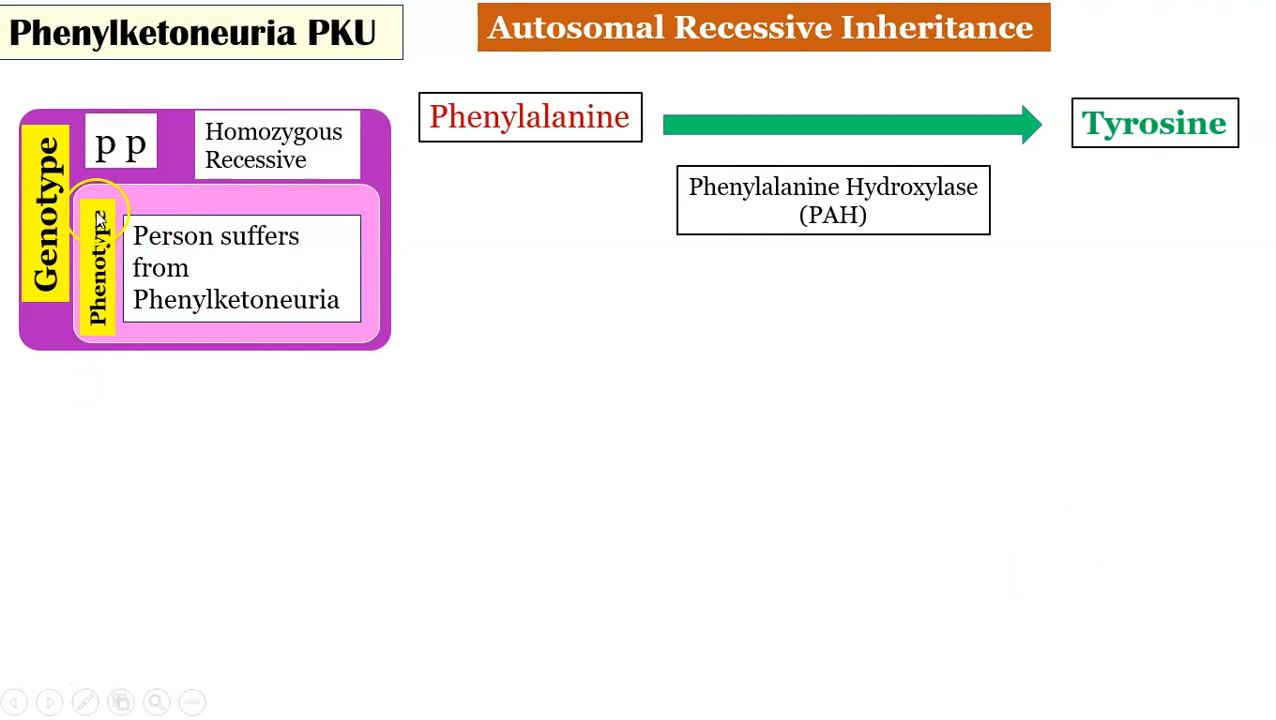 Phenylketoneuria PKU
Autosomal Recessive Inheritance
Genotype
p p
Homozygous
Recessive
Phenotype
Person suffers
from
Phenylketoneuria
Phenylalanine
Tyrosine
Phenylalanine Hydroxylase
(PAH)